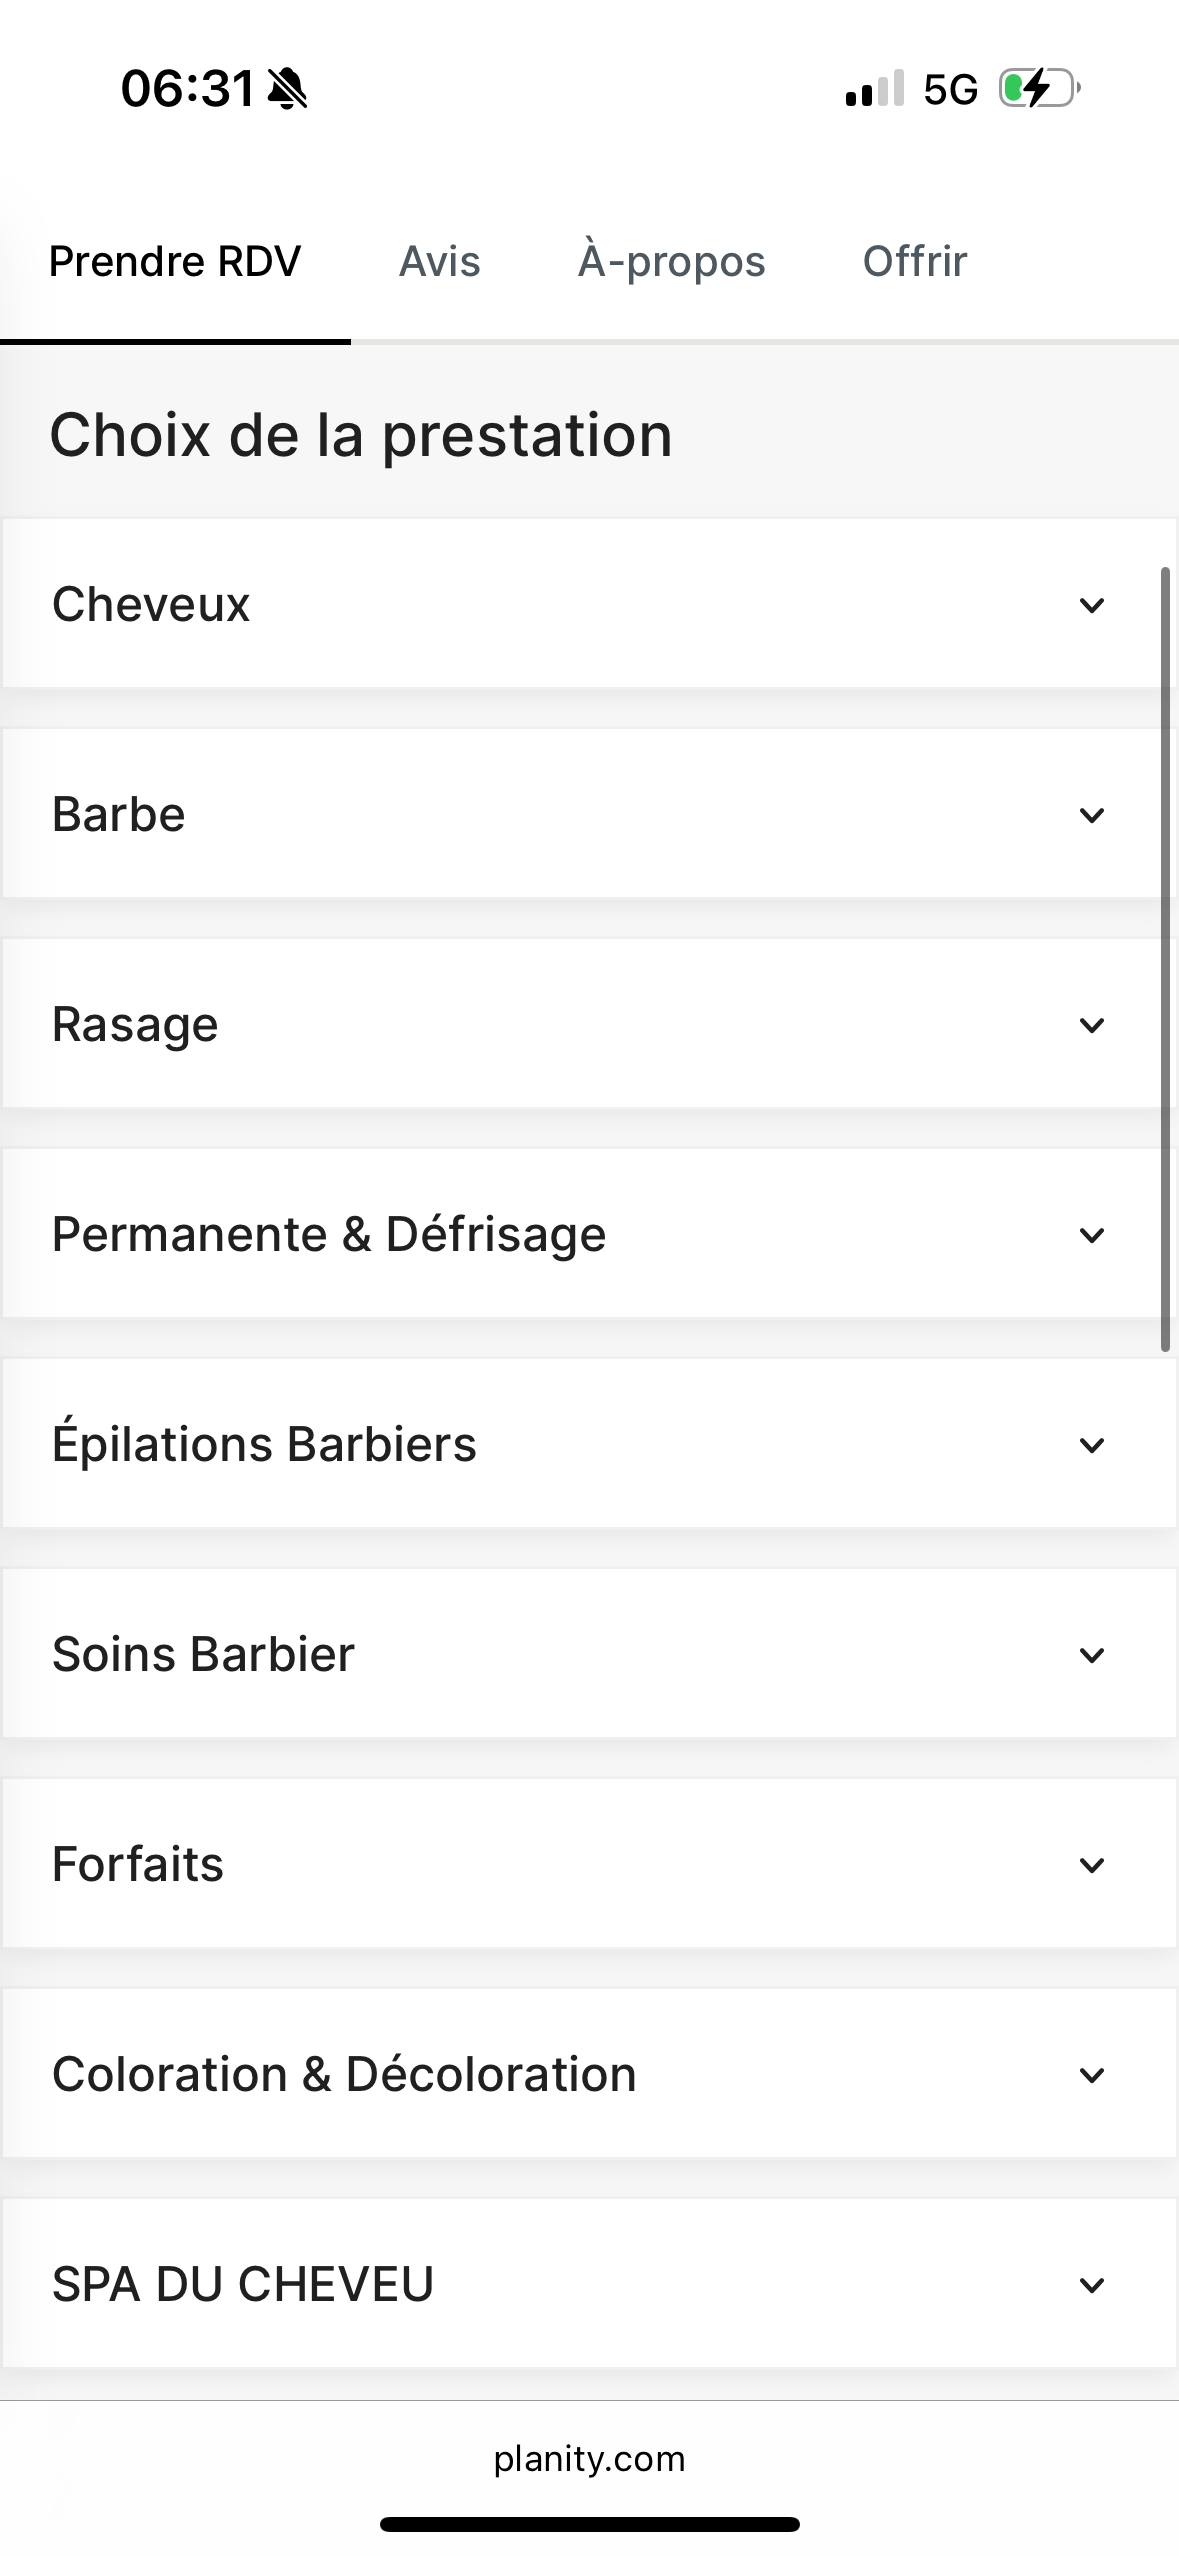 06:31 5G
Prendre RDV Avis À-propos Offrir
Choix de la prestation
Cheveux
Barbe
Rasage
Permanente & Défrisage
Épilations Barbiers
Soins Barbier
Forfaits
Coloration & Décoloration
SPA DU CHEVEU
planity.com